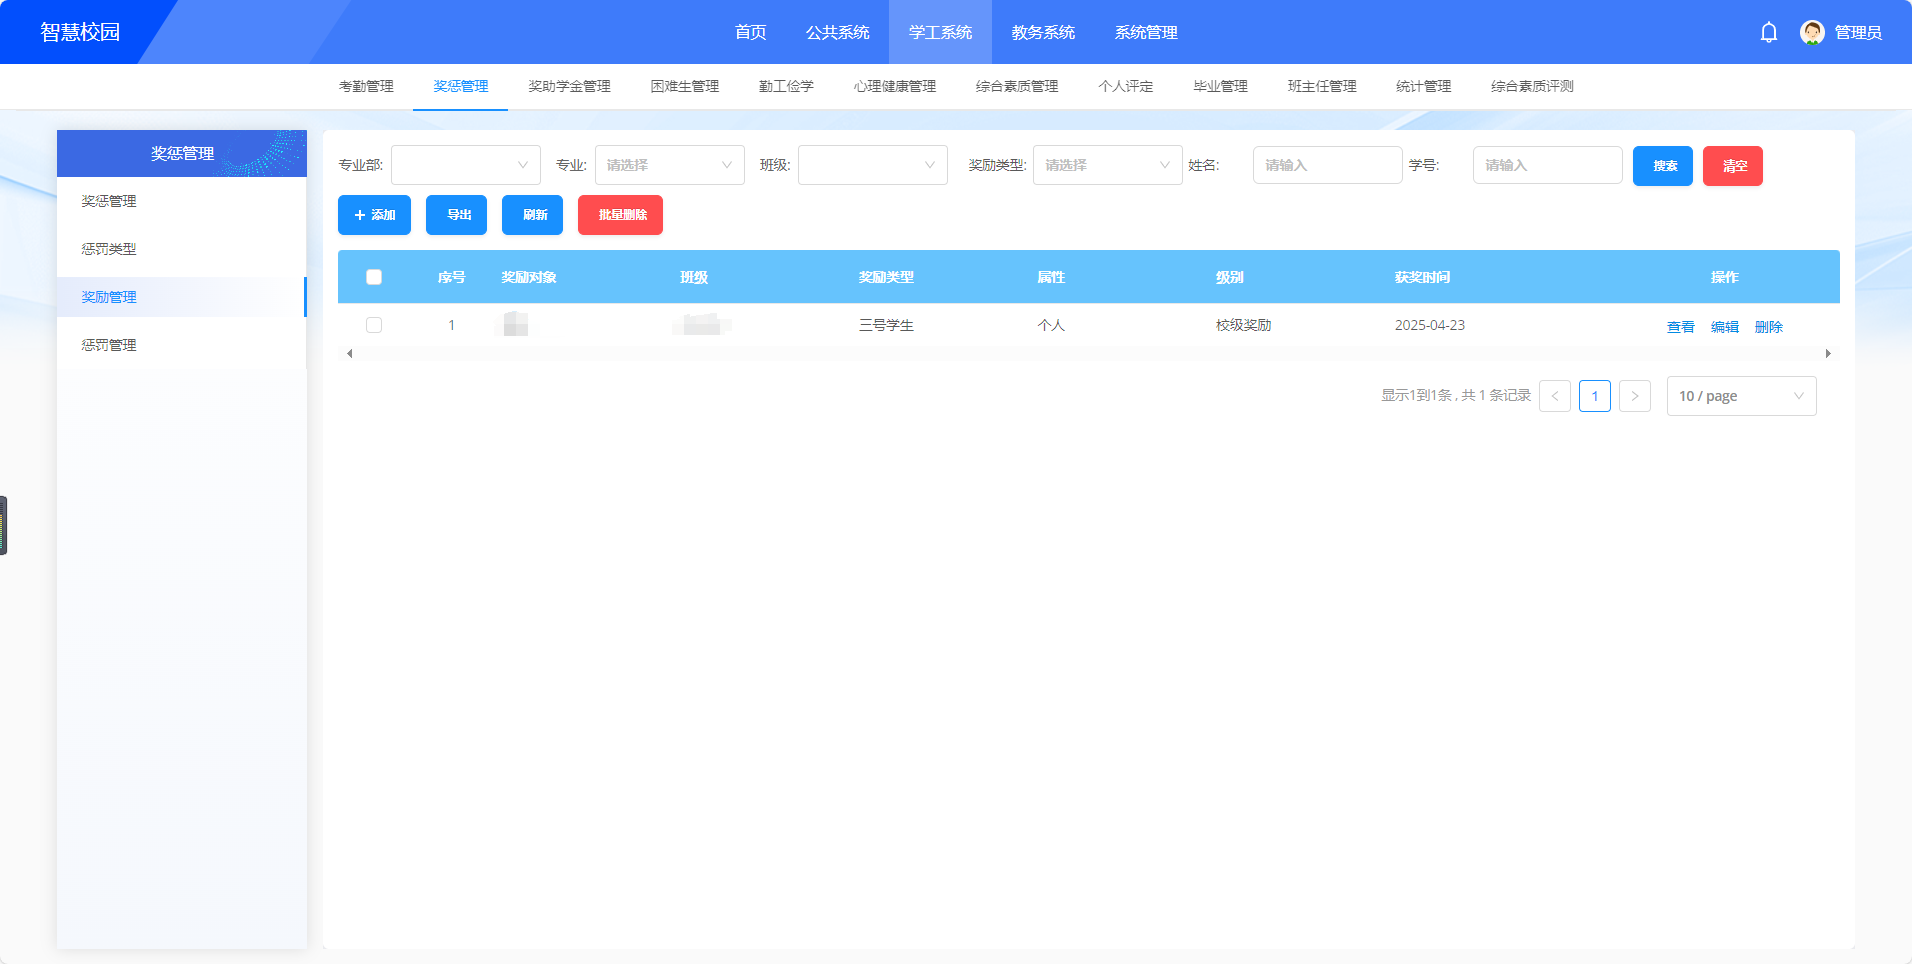 智慧校园
首页 公共系统 学工系统 教务系统 系统管理
管理员
考勤管理 奖惩管理 奖助学金管理 困难生管理 勤工俭学 心理健康管理 综合素质管理 个人评定 毕业管理 班主任管理 统计管理 综合素质评测
奖惩管理
奖惩管理
惩罚类型
奖励管理
惩罚管理
专业部: 专业: 请选择 班级: 奖励类型: 请选择 姓名: 请输入 学号: 请输入 搜索 清空
+ 添加 导出 刷新 批量删除
序号 奖励对象 班级 奖励类型 属性 级别 获奖时间 操作
1 三号学生 个人 校级奖励 2025-04-23 查看 编辑 删除
显示1到1条 , 共 1 条记录 < 1 > 10 / page